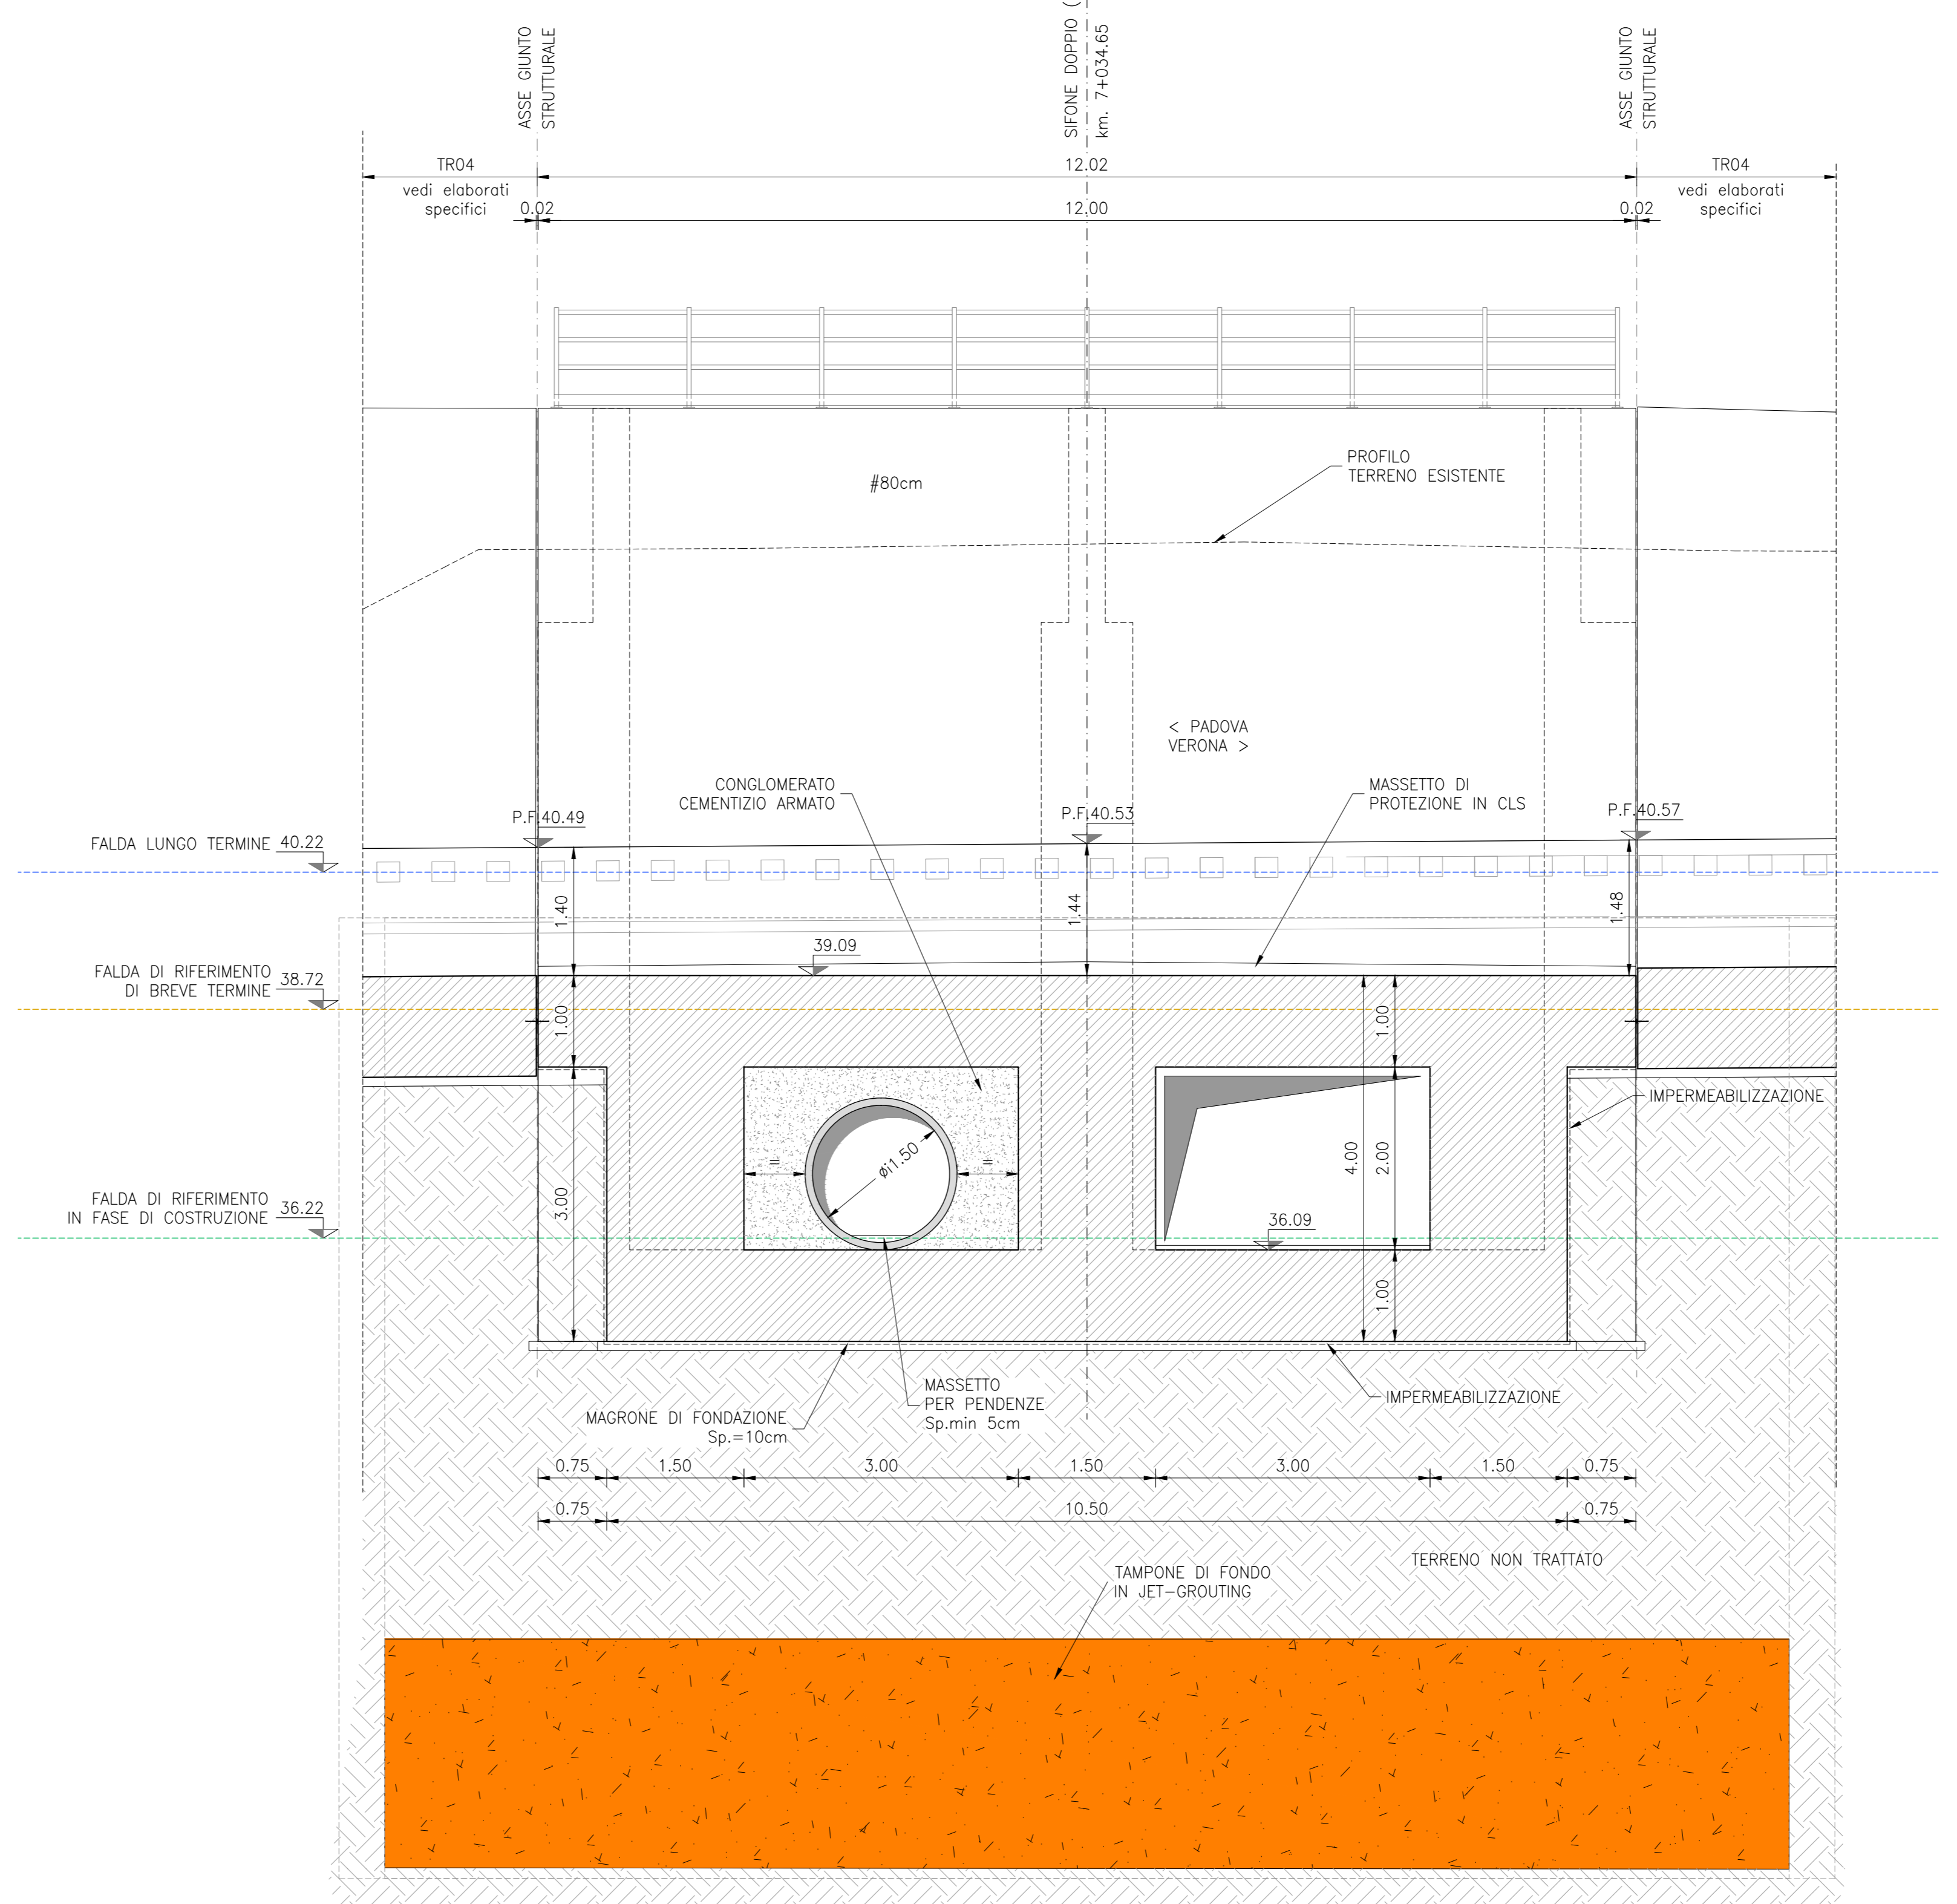 ASSE GIUNTO
STRUTTURALE
SIFONE DOPPIO (
km. 7+034.65
ASSE GIUNTO
STRUTTURALE
TR04
vedi elaborati
specifici
12.02
TR04
vedi elaborati
specifici
0.02
12.00
0.02
PROFILO
TERRENO ESISTENTE
#80cm
< PADOVA
VERONA >
CONGLOMERATO
CEMENTIZIO ARMATO
MASSETTO DI
PROTEZIONE IN CLS
P.F.40.49
P.F.40.53
P.F.40.57
FALDA LUNGO TERMINE 40.22
1.40
1.44
1.48
39.09
FALDA DI RIFERIMENTO
DI BREVE TERMINE 38.72
1.00
1.00
IMPERMEABILIZZAZIONE
øi1.50
=
=
4.00
2.00
3.00
FALDA DI RIFERIMENTO
IN FASE DI COSTRUZIONE 36.22
36.09
1.00
MASSETTO
PER PENDENZE
Sp.min 5cm
IMPERMEABILIZZAZIONE
MAGRONE DI FONDAZIONE
Sp.=10cm
0.75 1.50 3.00 1.50 3.00 1.50 0.75
0.75 10.50 0.75
TERRENO NON TRATTATO
TAMPONE DI FONDO
IN JET-GROUTING